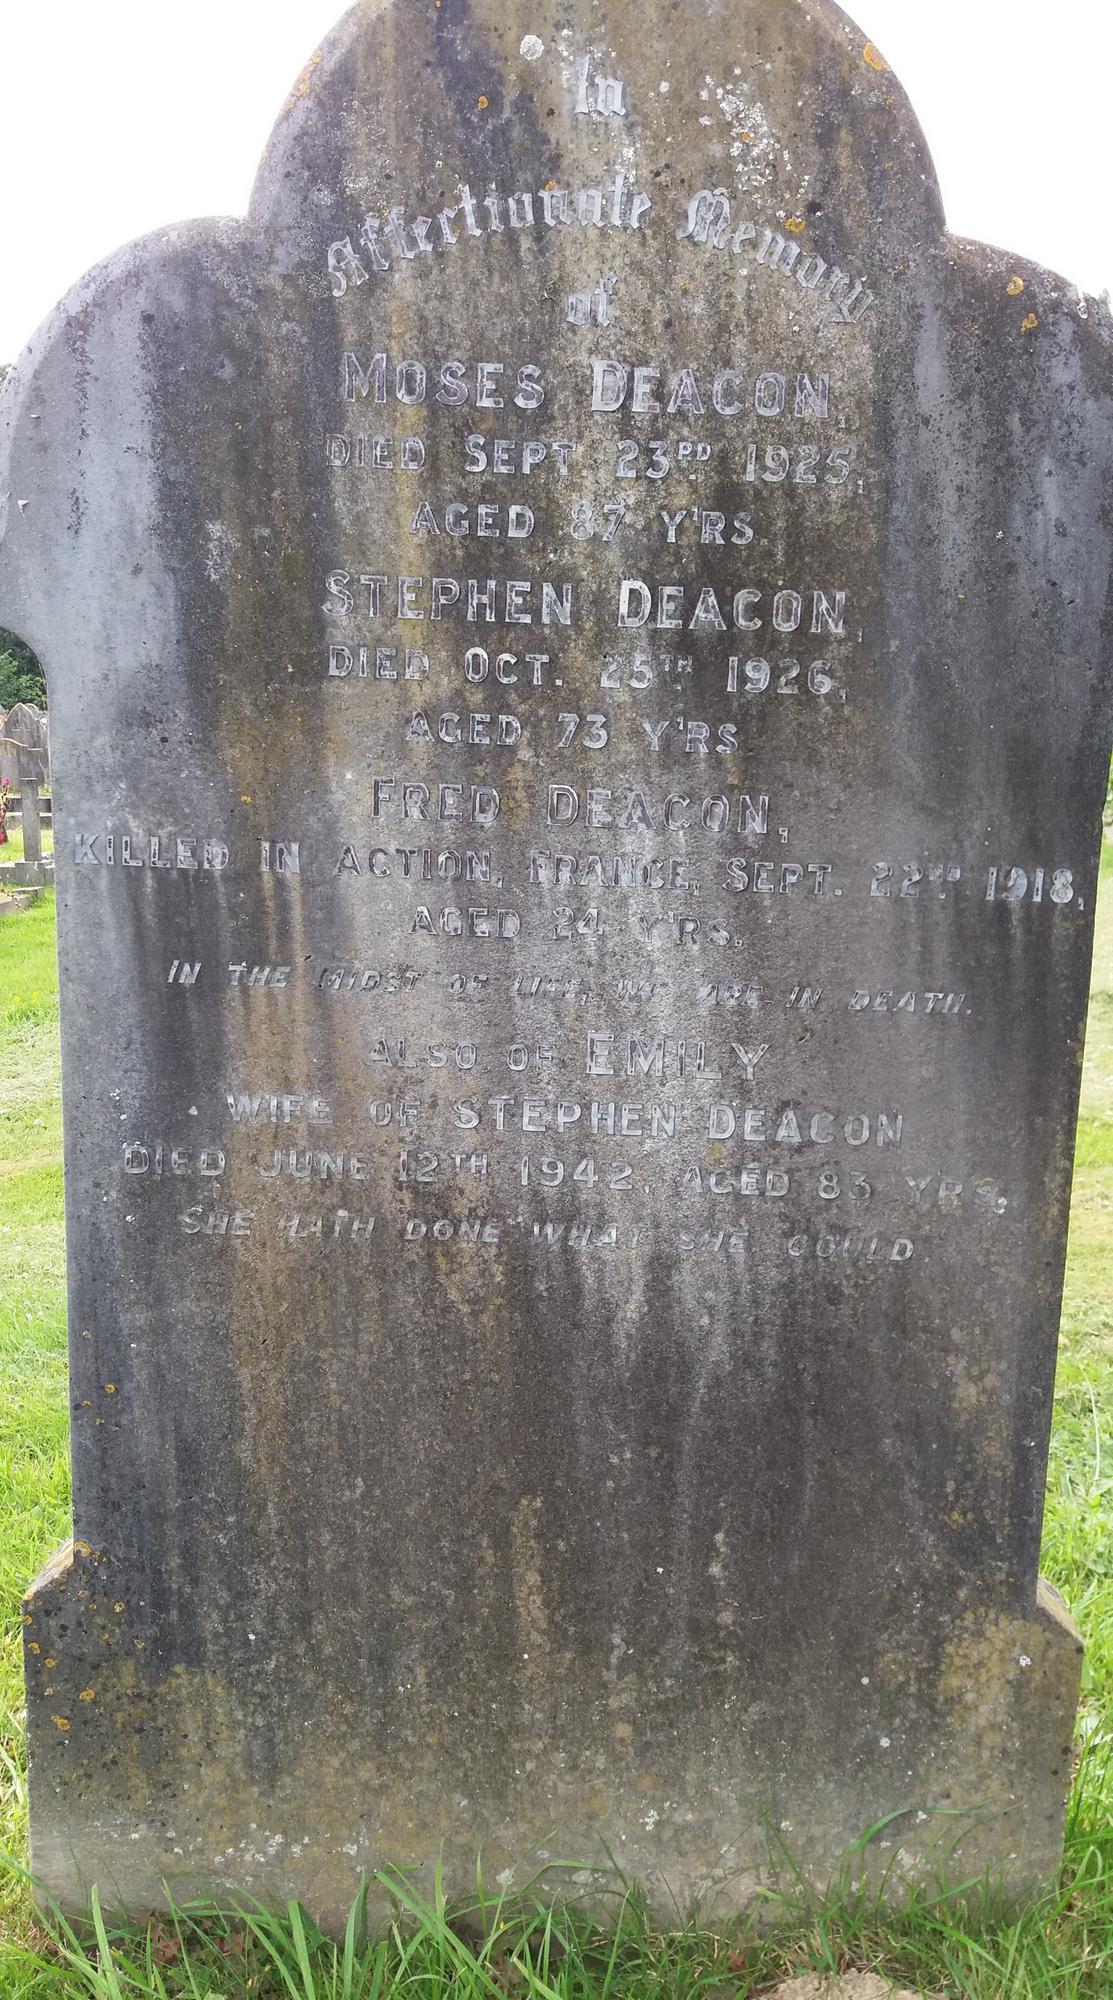 In
Affectionate Memory
of
MOSES DEACON,
DIED SEPT. 23RD 1925,
AGED 87 Y'RS.
STEPHEN DEACON,
DIED OCT. 25TH 1926,
AGED 73 Y'RS
FRED DEACON,
KILLED IN ACTION, FRANCE, SEPT. 22ND 1918,
AGED 24 Y'RS.
IN THE MIDST OF LIFE, WE ARE IN DEATH.
ALSO OF EMILY
WIFE OF STEPHEN DEACON
DIED JUNE 12TH 1942, AGED 83 YRS.
SHE HATH DONE WHAT SHE COULD